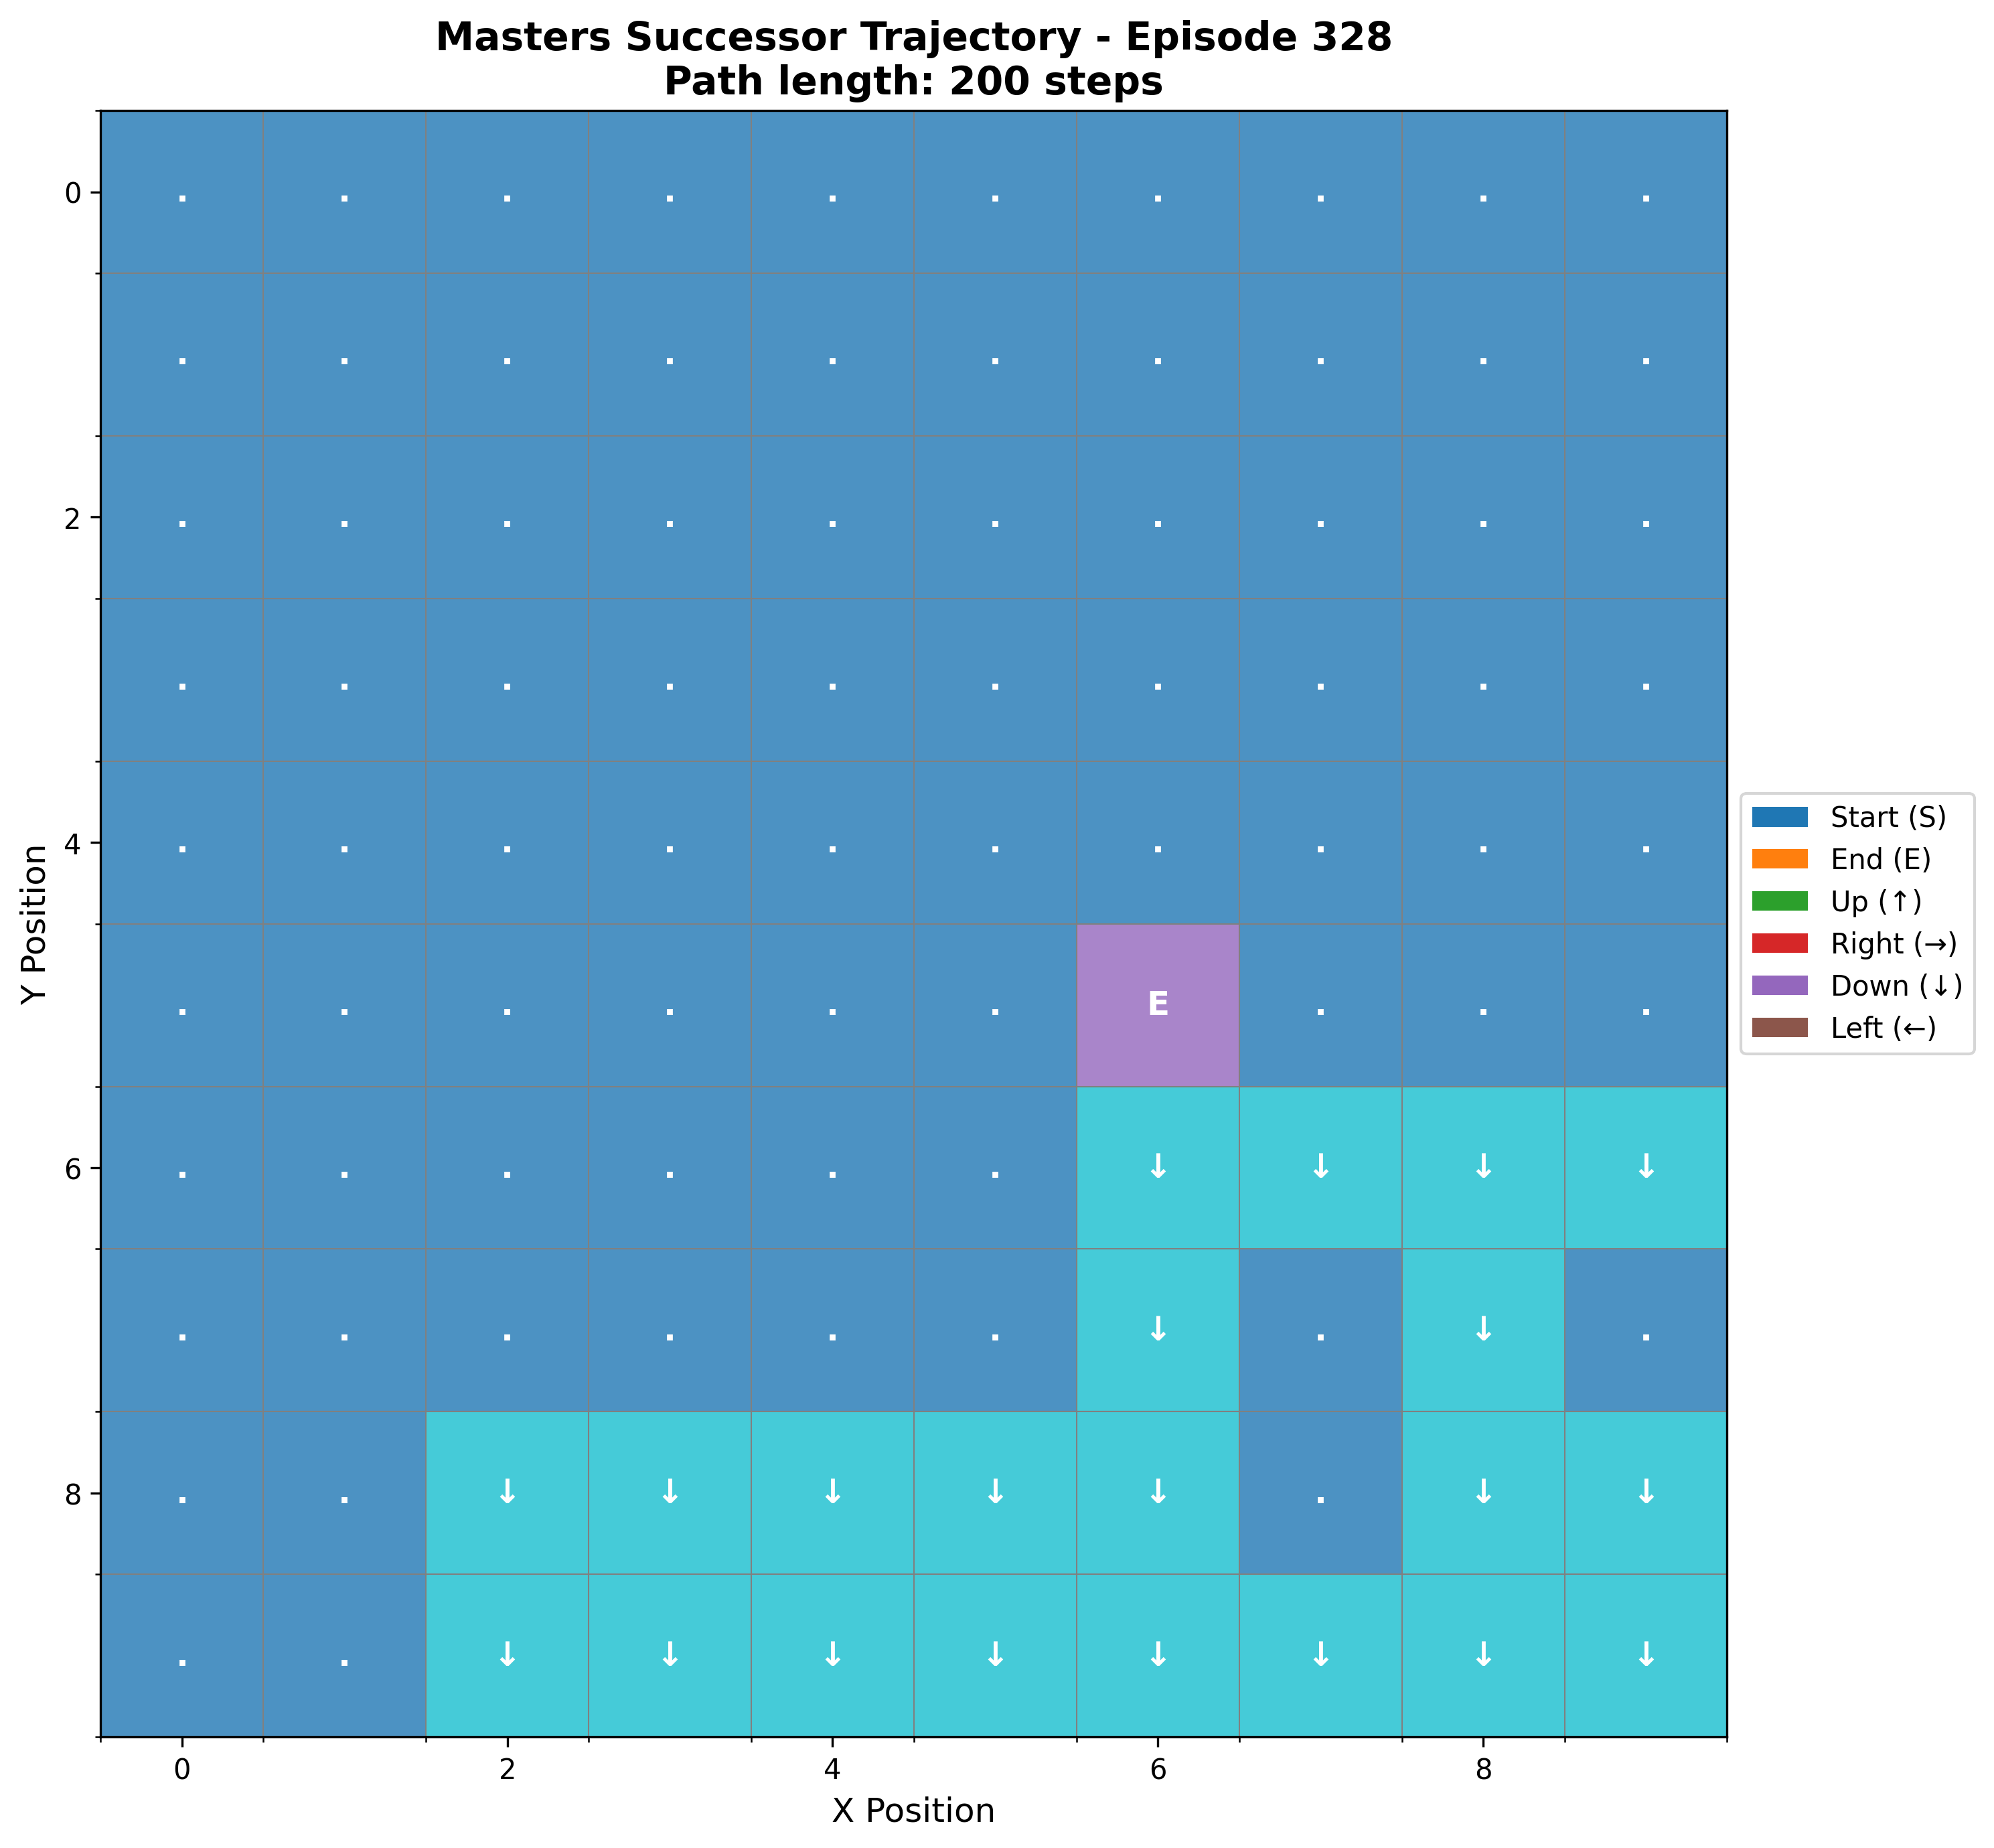 Masters Successor Trajectory - Episode 328
Path length: 200 steps
0 . . . . . . . . . .
. . . . . . . . . .
2 . . . . . . . . . .
. . . . . . . . . .
4 . . . . . . . . . .
. . . . . . E . . .
6 . . . . . . ↓ ↓ ↓ ↓
. . . . . . ↓ . ↓ .
8 . . ↓ ↓ ↓ ↓ ↓ . ↓ ↓
. . ↓ ↓ ↓ ↓ ↓ ↓ ↓ ↓
0 2 4 6 8
X Position
Y Position
Start (S)
End (E)
Up (↑)
Right (→)
Down (↓)
Left (←)